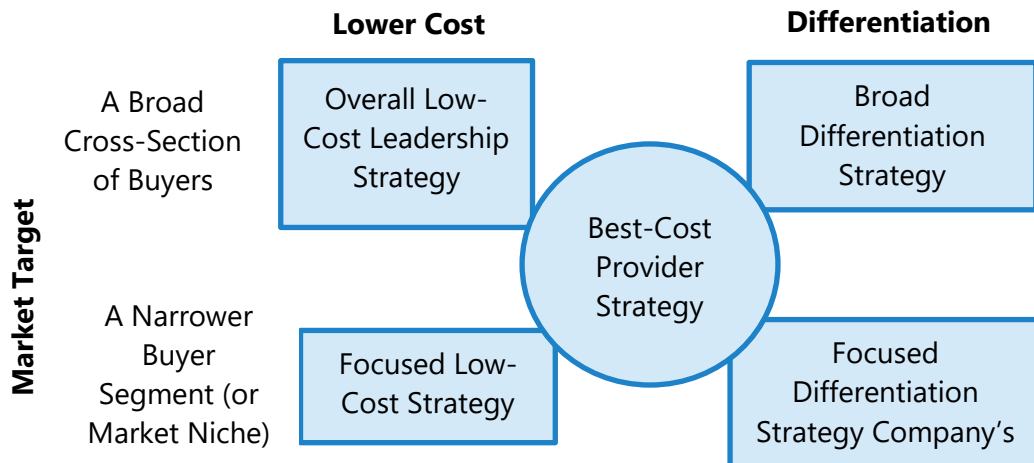 Lower Cost
Differentiation
A Broad
Cross-Section
of Buyers
Overall Low-
Cost Leadership
Strategy
Broad
Differentiation
Strategy
Best-Cost
Provider
Strategy
Market Target
A Narrower
Buyer
Segment (or
Market Niche)
Focused Low-
Cost Strategy
Focused
Differentiation
Strategy Company’s